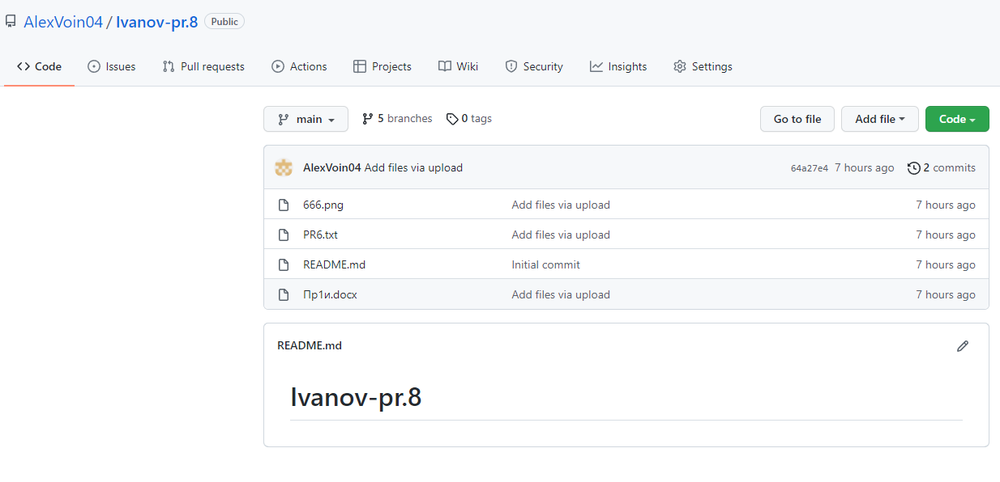 AlexVoin04 / Ivanov-pr.8 Public
Code Issues Pull requests Actions Projects Wiki Security Insights Settings
main 5 branches 0 tags Go to file Add file Code
AlexVoin04 Add files via upload 64a27e4 7 hours ago 2 commits
666.png Add files via upload 7 hours ago
PR6.txt Add files via upload 7 hours ago
README.md Initial commit 7 hours ago
Пр1и.docx Add files via upload 7 hours ago
README.md
Ivanov-pr.8